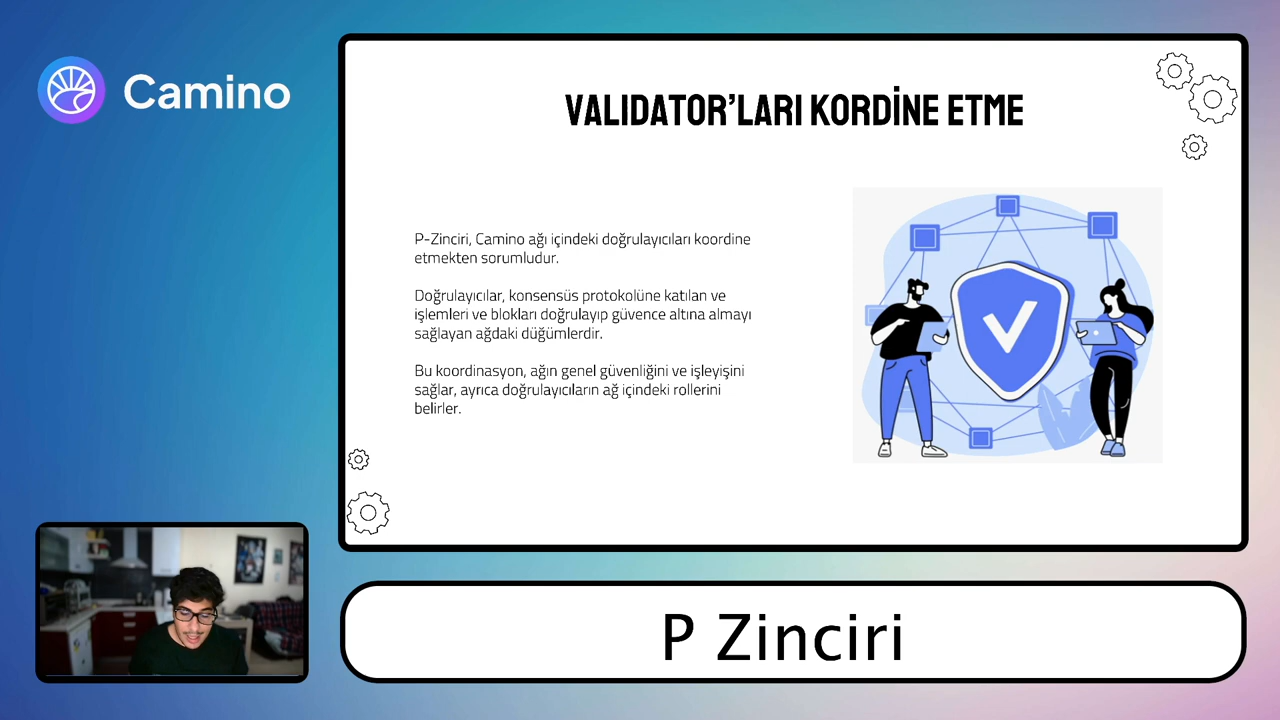 Camino
VALIDATOR’LARI KORDİNE ETME
P-Zinciri, Camino ağı içindeki doğrulayıcıları koordine
etmekten sorumludur.
Doğrulayıcılar, konsensüs protokolüne katılan ve
işlemleri ve blokları doğrulayıp güvence altına almayı
sağlayan ağdaki düğümlerdir.
Bu koordinasyon, ağın genel güvenliğini ve işleyişini
sağlar, ayrıca doğrulayıcıların ağ içindeki rollerini
belirler.
P Zinciri